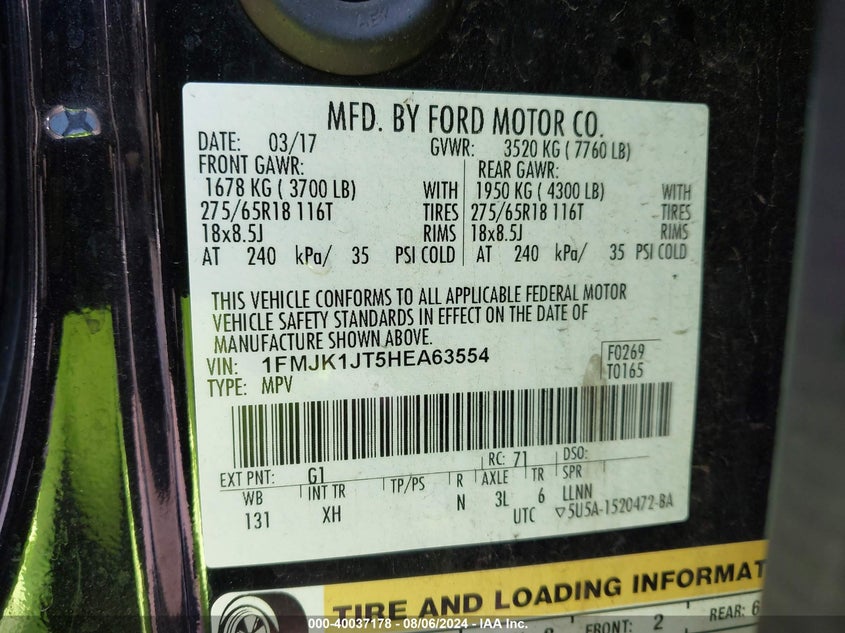 MFD. BY FORD MOTOR CO.
DATE: 03/17 GVWR: 3520 KG ( 7760 LB)
FRONT GAWR: REAR GAWR:
1678 KG ( 3700 LB) WITH 1950 KG ( 4300 LB) WITH
275/65R18 116T TIRES 275/65R18 116T TIRES
18x8.5J RIMS 18x8.5J RIMS
AT 240 kPa/ 35 PSI COLD AT 240 kPa/ 35 PSI COLD
THIS VEHICLE CONFORMS TO ALL APPLICABLE FEDERAL MOTOR
VEHICLE SAFETY STANDARDS IN EFFECT ON THE DATE OF
MANUFACTURE SHOWN ABOVE.
VIN: 1FMJK1JT5HEA63554 F0269
TYPE: MPV T0165
EXT PNT: G1 RC: 71 DSO:
WB INT TR TP/PS R AXLE TR SPR
131 XH N 3L 6 LLNN
UTC ▽5U5A-1520472-BA
TIRE AND LOADING INFORMAT
FRONT: 2 REAR: 6
000-40037178 - 08/06/2024 - IAA Inc.